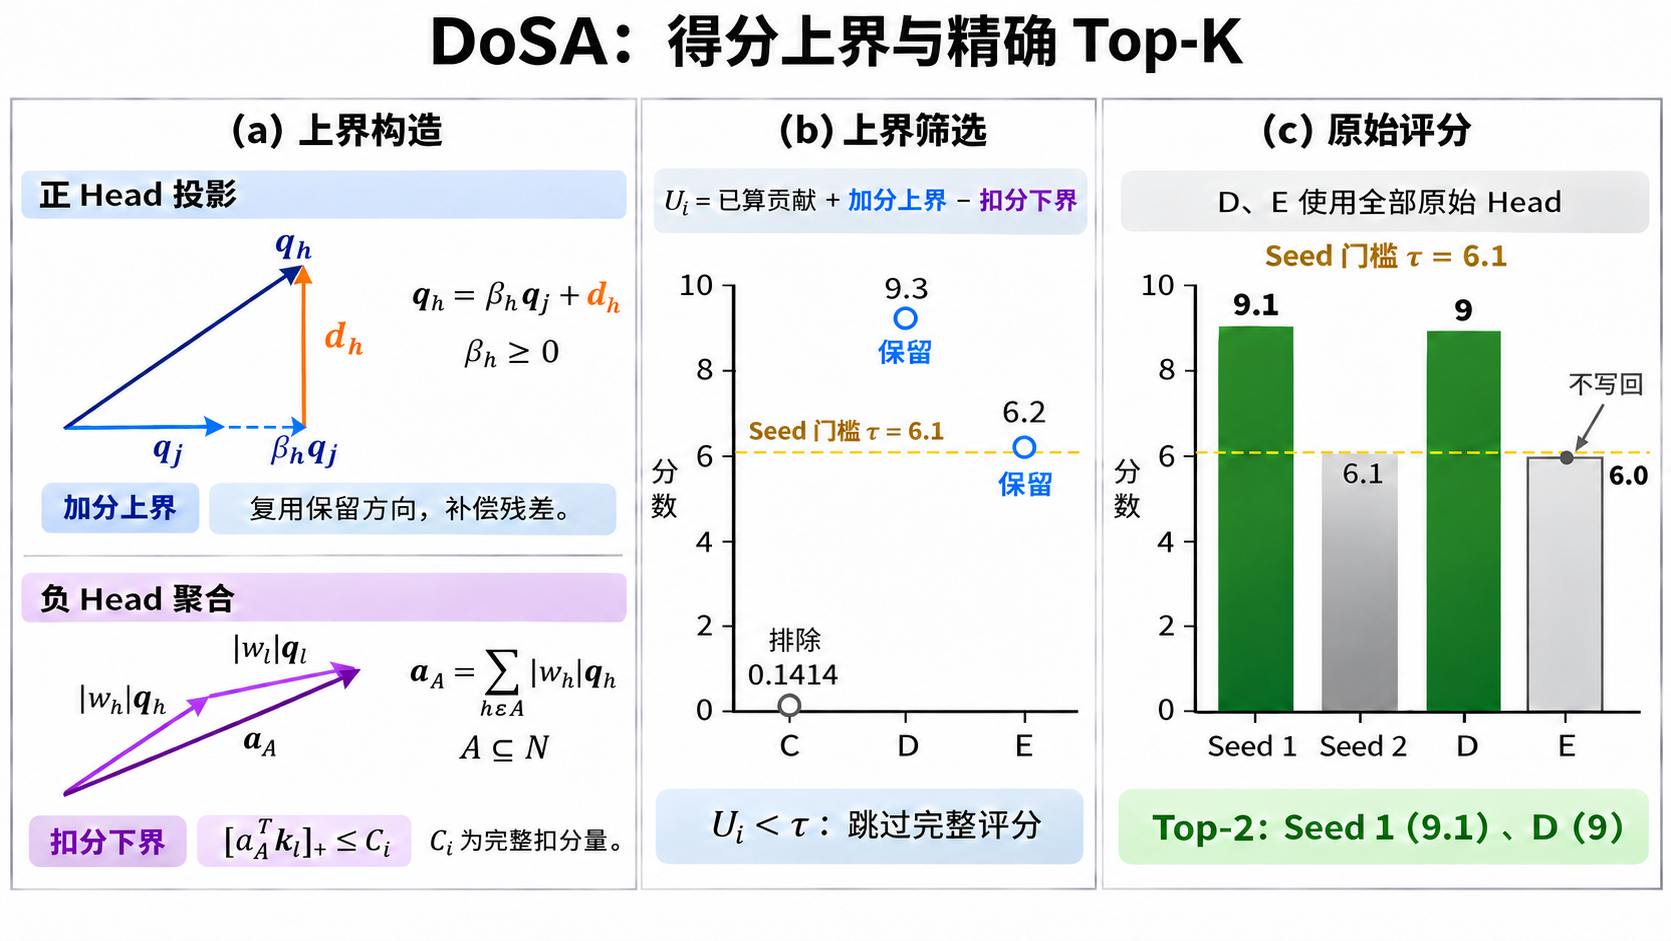 DoSA：得分上界与精确 Top-K
(a) 上界构造
正 Head 投影
q_h
d_h
q_j
β_h q_j
q_h = β_h q_j + d_h
β_h ≥ 0
加分上界
复用保留方向，补偿残差。
负 Head 聚合
|w_l|q_l
|w_h|q_h
a_A
a_A = ∑_{hεA} |w_h|q_h
A ⊆ N
扣分下界
[a_A^T k_l]_+ ≤ C_i
C_i 为完整扣分量。
(b) 上界筛选
U_i = 已算贡献 + 加分上界 − 扣分下界
10
8
6
4
2
0
分数
9.3
保留
6.2
Seed 门槛 τ = 6.1
保留
排除
0.1414
C
D
E
U_i < τ：跳过完整评分
(c) 原始评分
D、E 使用全部原始 Head
Seed 门槛 τ = 6.1
10
8
6
4
2
0
分数
9.1
6.1
9
不写回
6.0
Seed 1
Seed 2
D
E
Top-2：Seed 1 (9.1)、D (9)